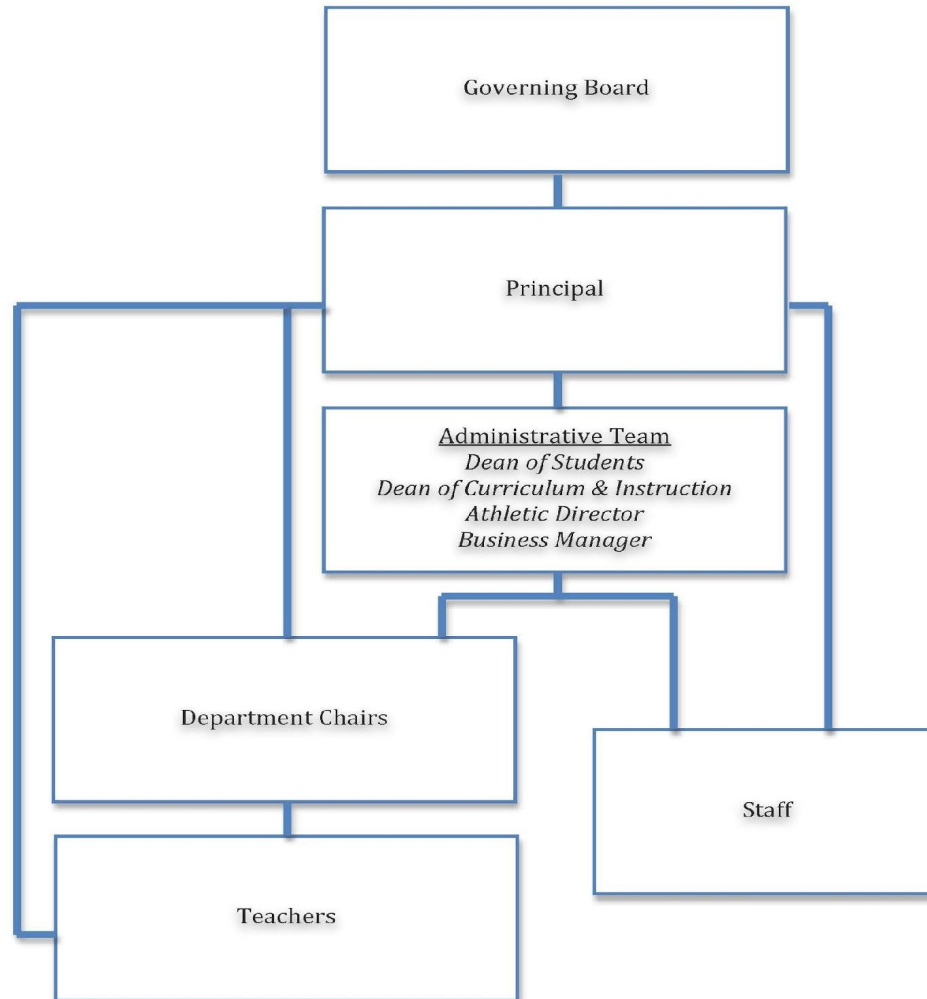 Governing Board
Principal
Administrative Team
Dean of Students
Dean of Curriculum & Instruction
Athletic Director
Business Manager
Department Chairs
Staff
Teachers